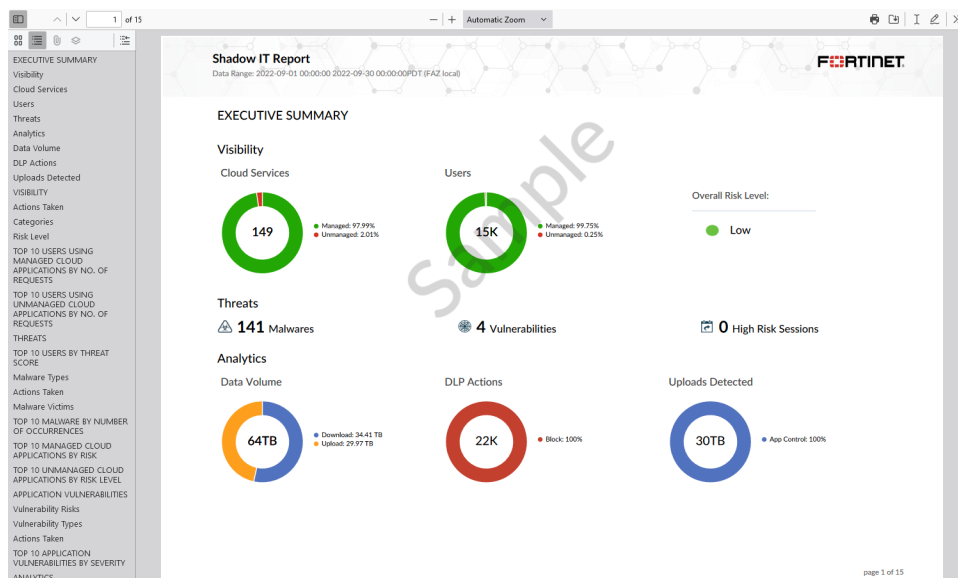 1 of 15
Automatic Zoom
EXECUTIVE SUMMARY
Visibility
Cloud Services
Users
Threats
Analytics
Data Volume
DLP Actions
Uploads Detected
VISIBILITY
Actions Taken
Categories
Risk Level
TOP 10 USERS USING
MANAGED CLOUD
APPLICATIONS BY NO. OF
REQUESTS
TOP 10 USERS USING
UNMANAGED CLOUD
APPLICATIONS BY NO. OF
REQUESTS
THREATS
TOP 10 USERS BY THREAT
SCORE
Malware Types
Actions Taken
Malware Victims
TOP 10 MALWARE BY NUMBER
OF OCCURRENCES
TOP 10 MANAGED CLOUD
APPLICATIONS BY RISK
TOP 10 UNMANAGED CLOUD
APPLICATIONS BY RISK LEVEL
APPLICATION VULNERABILITIES
Vulnerability Risks
Vulnerability Types
Actions Taken
TOP 10 APPLICATION
VULNERABILITIES BY SEVERITY
ANALYTICS
Shadow IT Report
Data Range: 2022-09-01 00:00:00 2022-09-30 00:00:00PDT (FAZ local)
FORTINET
EXECUTIVE SUMMARY
Visibility
Cloud Services
149
Managed: 97.99%
Unmanaged: 2.01%
Users
15K
Managed: 99.75%
Unmanaged: 0.25%
Overall Risk Level:
Low
Sample
Threats
141 Malwares
4 Vulnerabilities
0 High Risk Sessions
Analytics
Data Volume
64TB
Download: 34.41 TB
Upload: 29.97 TB
DLP Actions
22K
Block: 100%
Uploads Detected
30TB
App Control: 100%
page 1 of 15